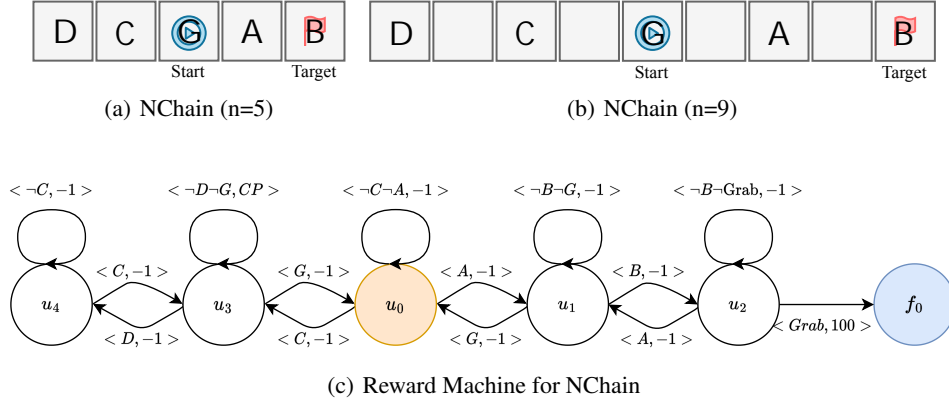 D C G A B
Start Target
(a) NChain (n=5)
D C G A B
Start Target
(b) NChain (n=9)
< ¬C, −1 > < ¬D¬G, CP > < ¬C¬A, −1 > < ¬B¬G, −1 > < ¬B¬Grab, −1 >
< C, −1 > < G, −1 > < A, −1 > < B, −1 >
u₄ u₃ u₀ u₁ u₂ f₀
< D, −1 > < C, −1 > < G, −1 > < A, −1 > < Grab, 100 >
(c) Reward Machine for NChain